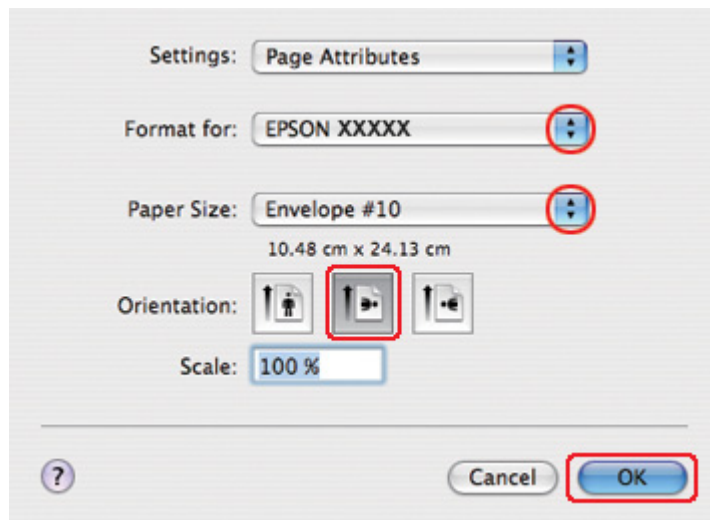 Settings: Page Attributes
Format for: EPSON XXXXX
Paper Size: Envelope #10
10.48 cm x 24.13 cm
Orientation:
Scale: 100 %
? Cancel OK